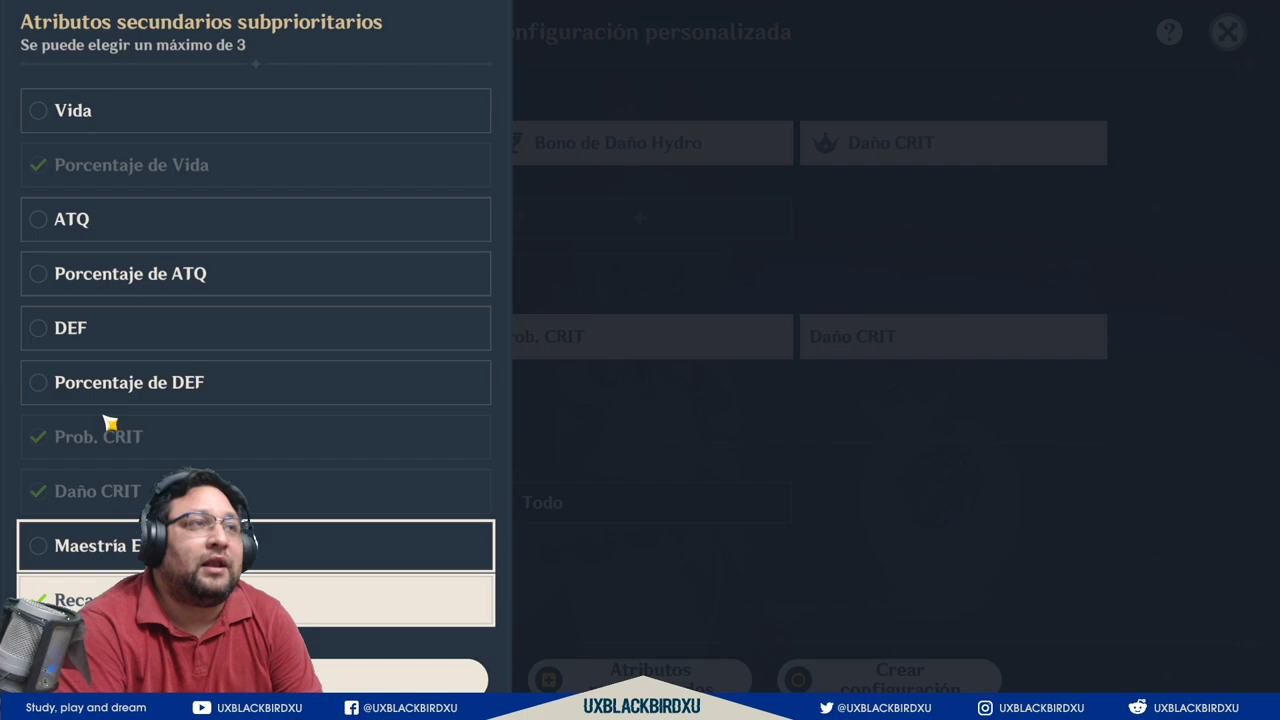 Atributos secundarios subprioritarios
Se puede elegir un máximo de 3
Vida
Porcentaje de Vida
ATQ
Porcentaje de ATQ
DEF
Porcentaje de DEF
Prob. CRIT
Daño CRIT
Maestría
configuración personalizada
?
Bono de Daño Hydro
Daño CRIT
Prob. CRIT
Daño CRIT
Todo
Atributos
Crear
configuración
Study, play and dream
UXBLACKBIRDXU
@UXBLACKBIRDXU
UXBLACKBIRDXU
@UXBLACKBIRDXU
UXBLACKBIRDXU
UXBLACKBIRDXU